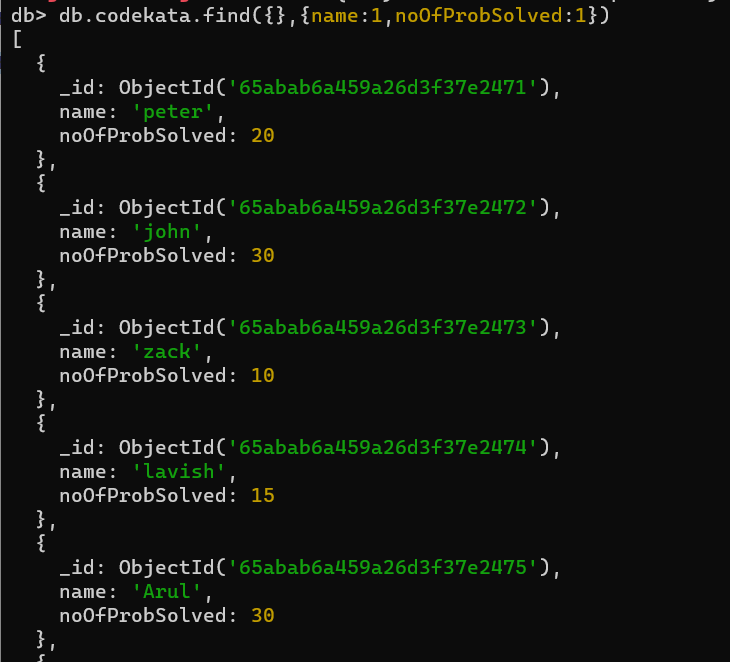 db> db.codekata.find({},{name:1,noOfProbSolved:1})
[
  {
    _id: ObjectId('65abab6a459a26d3f37e2471'),
    name: 'peter',
    noOfProbSolved: 20
  },
  {
    _id: ObjectId('65abab6a459a26d3f37e2472'),
    name: 'john',
    noOfProbSolved: 30
  },
  {
    _id: ObjectId('65abab6a459a26d3f37e2473'),
    name: 'zack',
    noOfProbSolved: 10
  },
  {
    _id: ObjectId('65abab6a459a26d3f37e2474'),
    name: 'lavish',
    noOfProbSolved: 15
  },
  {
    _id: ObjectId('65abab6a459a26d3f37e2475'),
    name: 'Arul',
    noOfProbSolved: 30
  },
  {